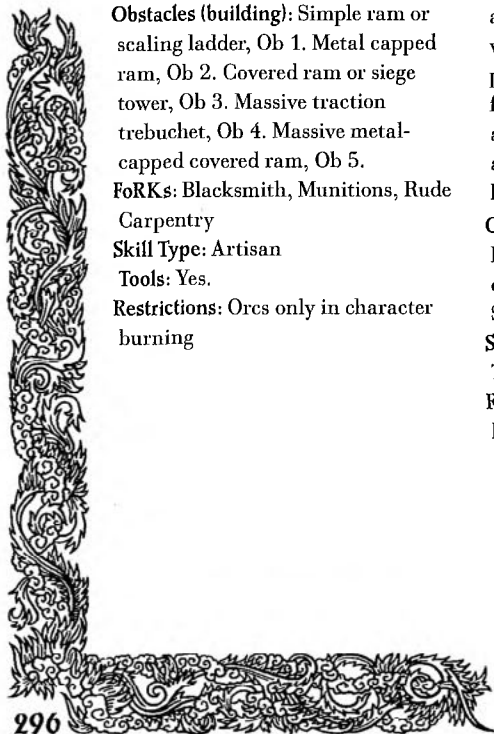 Obstacles (building): Simple ram or
scaling ladder, Ob 1. Metal capped
ram, Ob 2. Covered ram or siege
tower, Ob 3. Massive traction
trebuchet, Ob 4. Massive metal-
capped covered ram, Ob 5.
FoRKs: Blacksmith, Munitions, Rude
Carpentry
Skill Type: Artisan
Tools: Yes.
Restrictions: Orcs only in character
burning
296